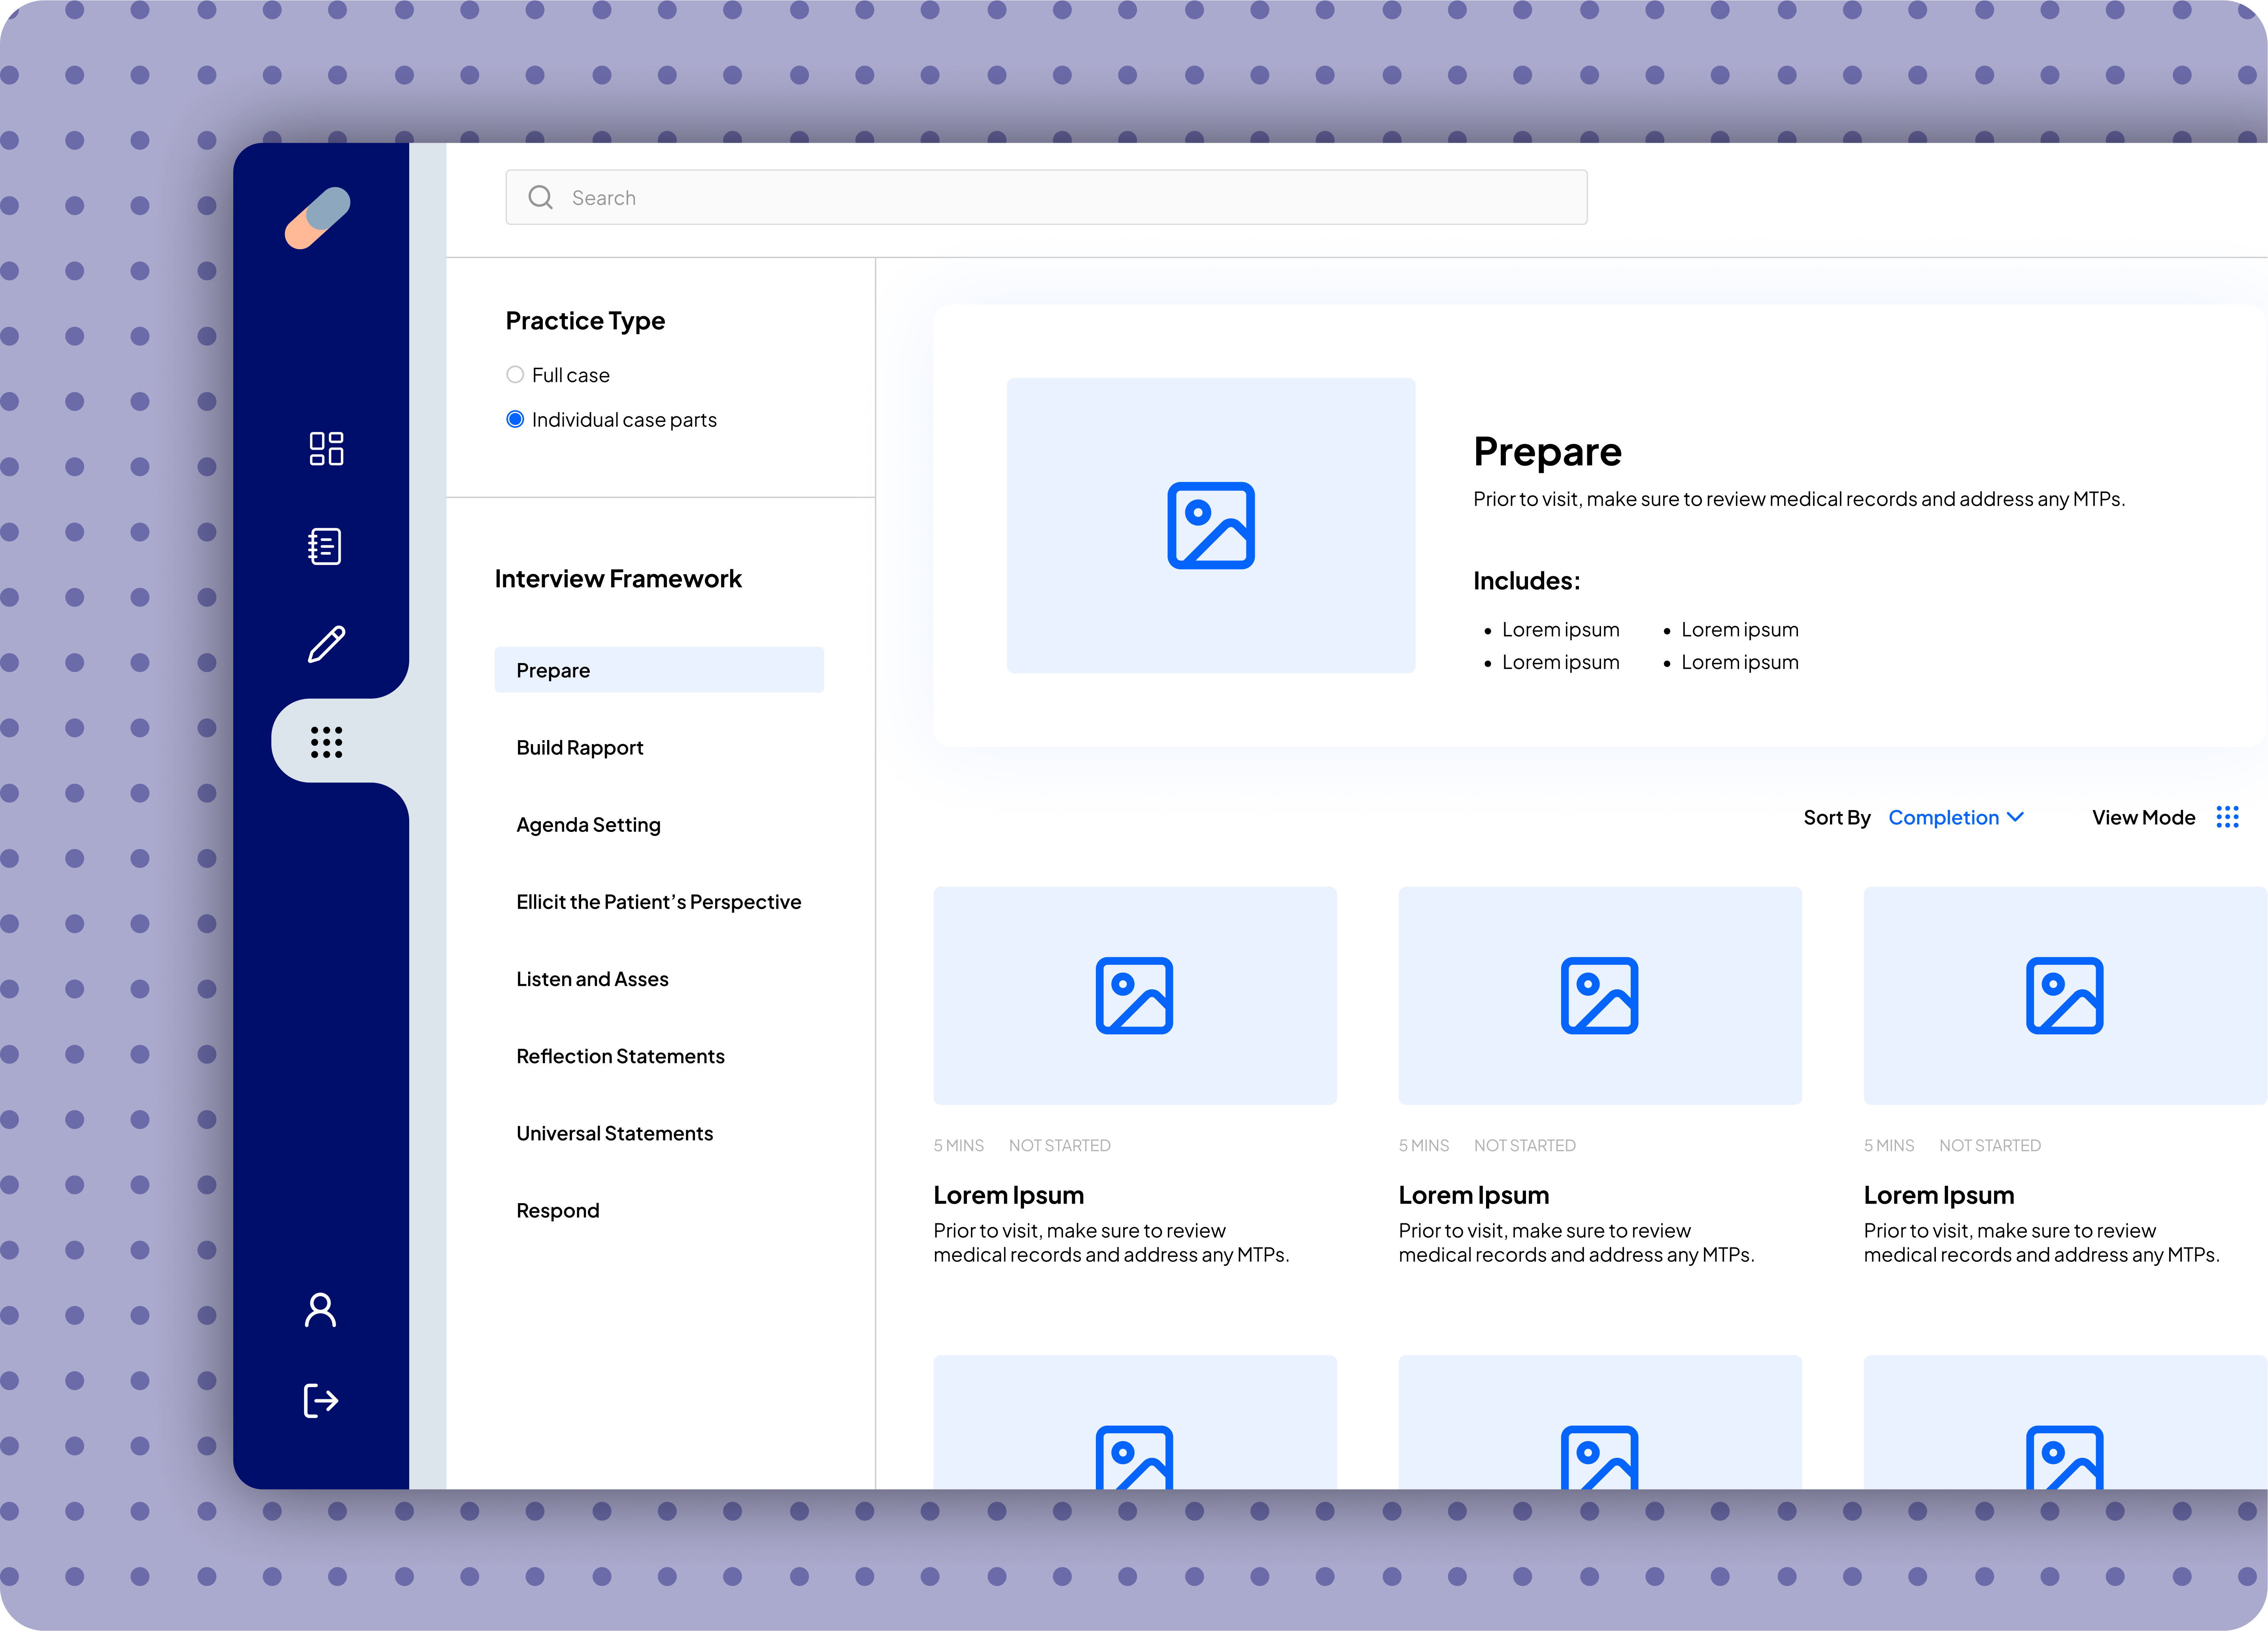 Search
Practice Type
Full case
Individual case parts
Interview Framework
Prepare
Build Rapport
Agenda Setting
Ellicit the Patient’s Perspective
Listen and Asses
Reflection Statements
Universal Statements
Respond
Prepare
Prior to visit, make sure to review medical records and address any MTPs.
Includes:
• Lorem ipsum • Lorem ipsum
• Lorem ipsum • Lorem ipsum
Sort By Completion View Mode
5 MINS NOT STARTED
Lorem Ipsum
Prior to visit, make sure to review
medical records and address any MTPs.
5 MINS NOT STARTED
Lorem Ipsum
Prior to visit, make sure to review
medical records and address any MTPs.
5 MINS NOT STARTED
Lorem Ipsum
Prior to visit, make sure to review
medical records and address any MTPs.